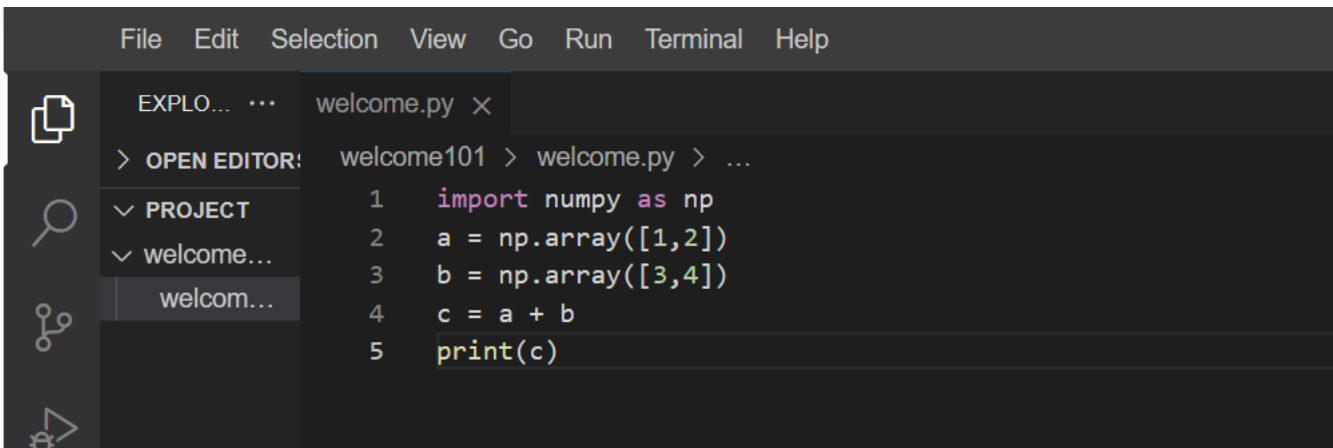 File Edit Selection View Go Run Terminal Help
EXPLO... ···
welcome.py ×
> OPEN EDITORS
welcome101 > welcome.py > ...
PROJECT
welcome...
welcom...
1 import numpy as np
2 a = np.array([1,2])
3 b = np.array([3,4])
4 c = a + b
5 print(c)